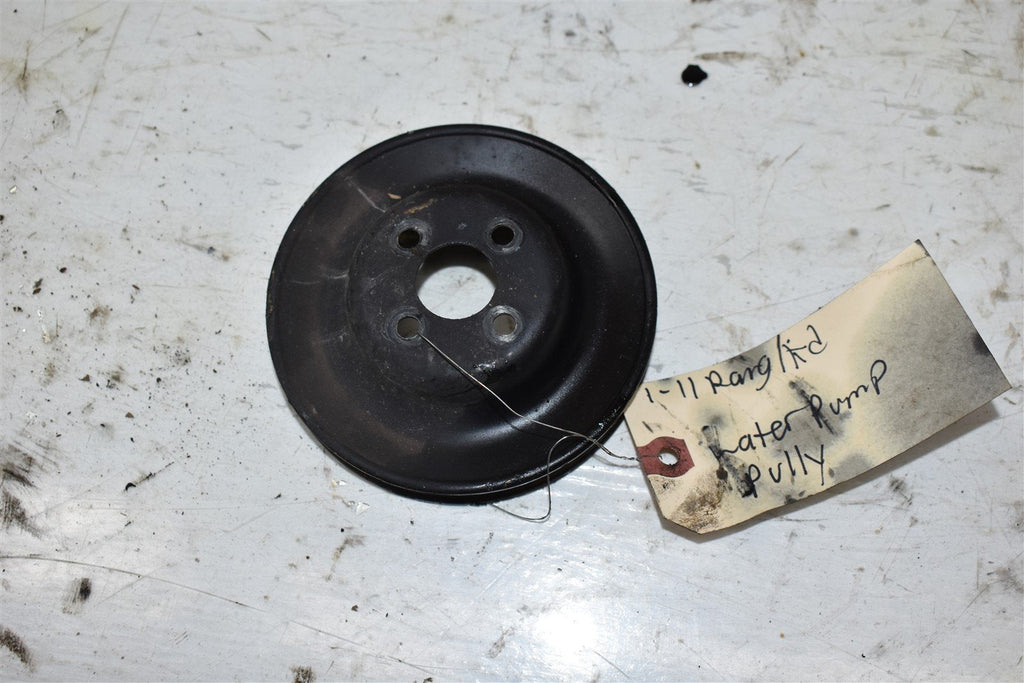 1-11 Rang/Kd
water pump
pully